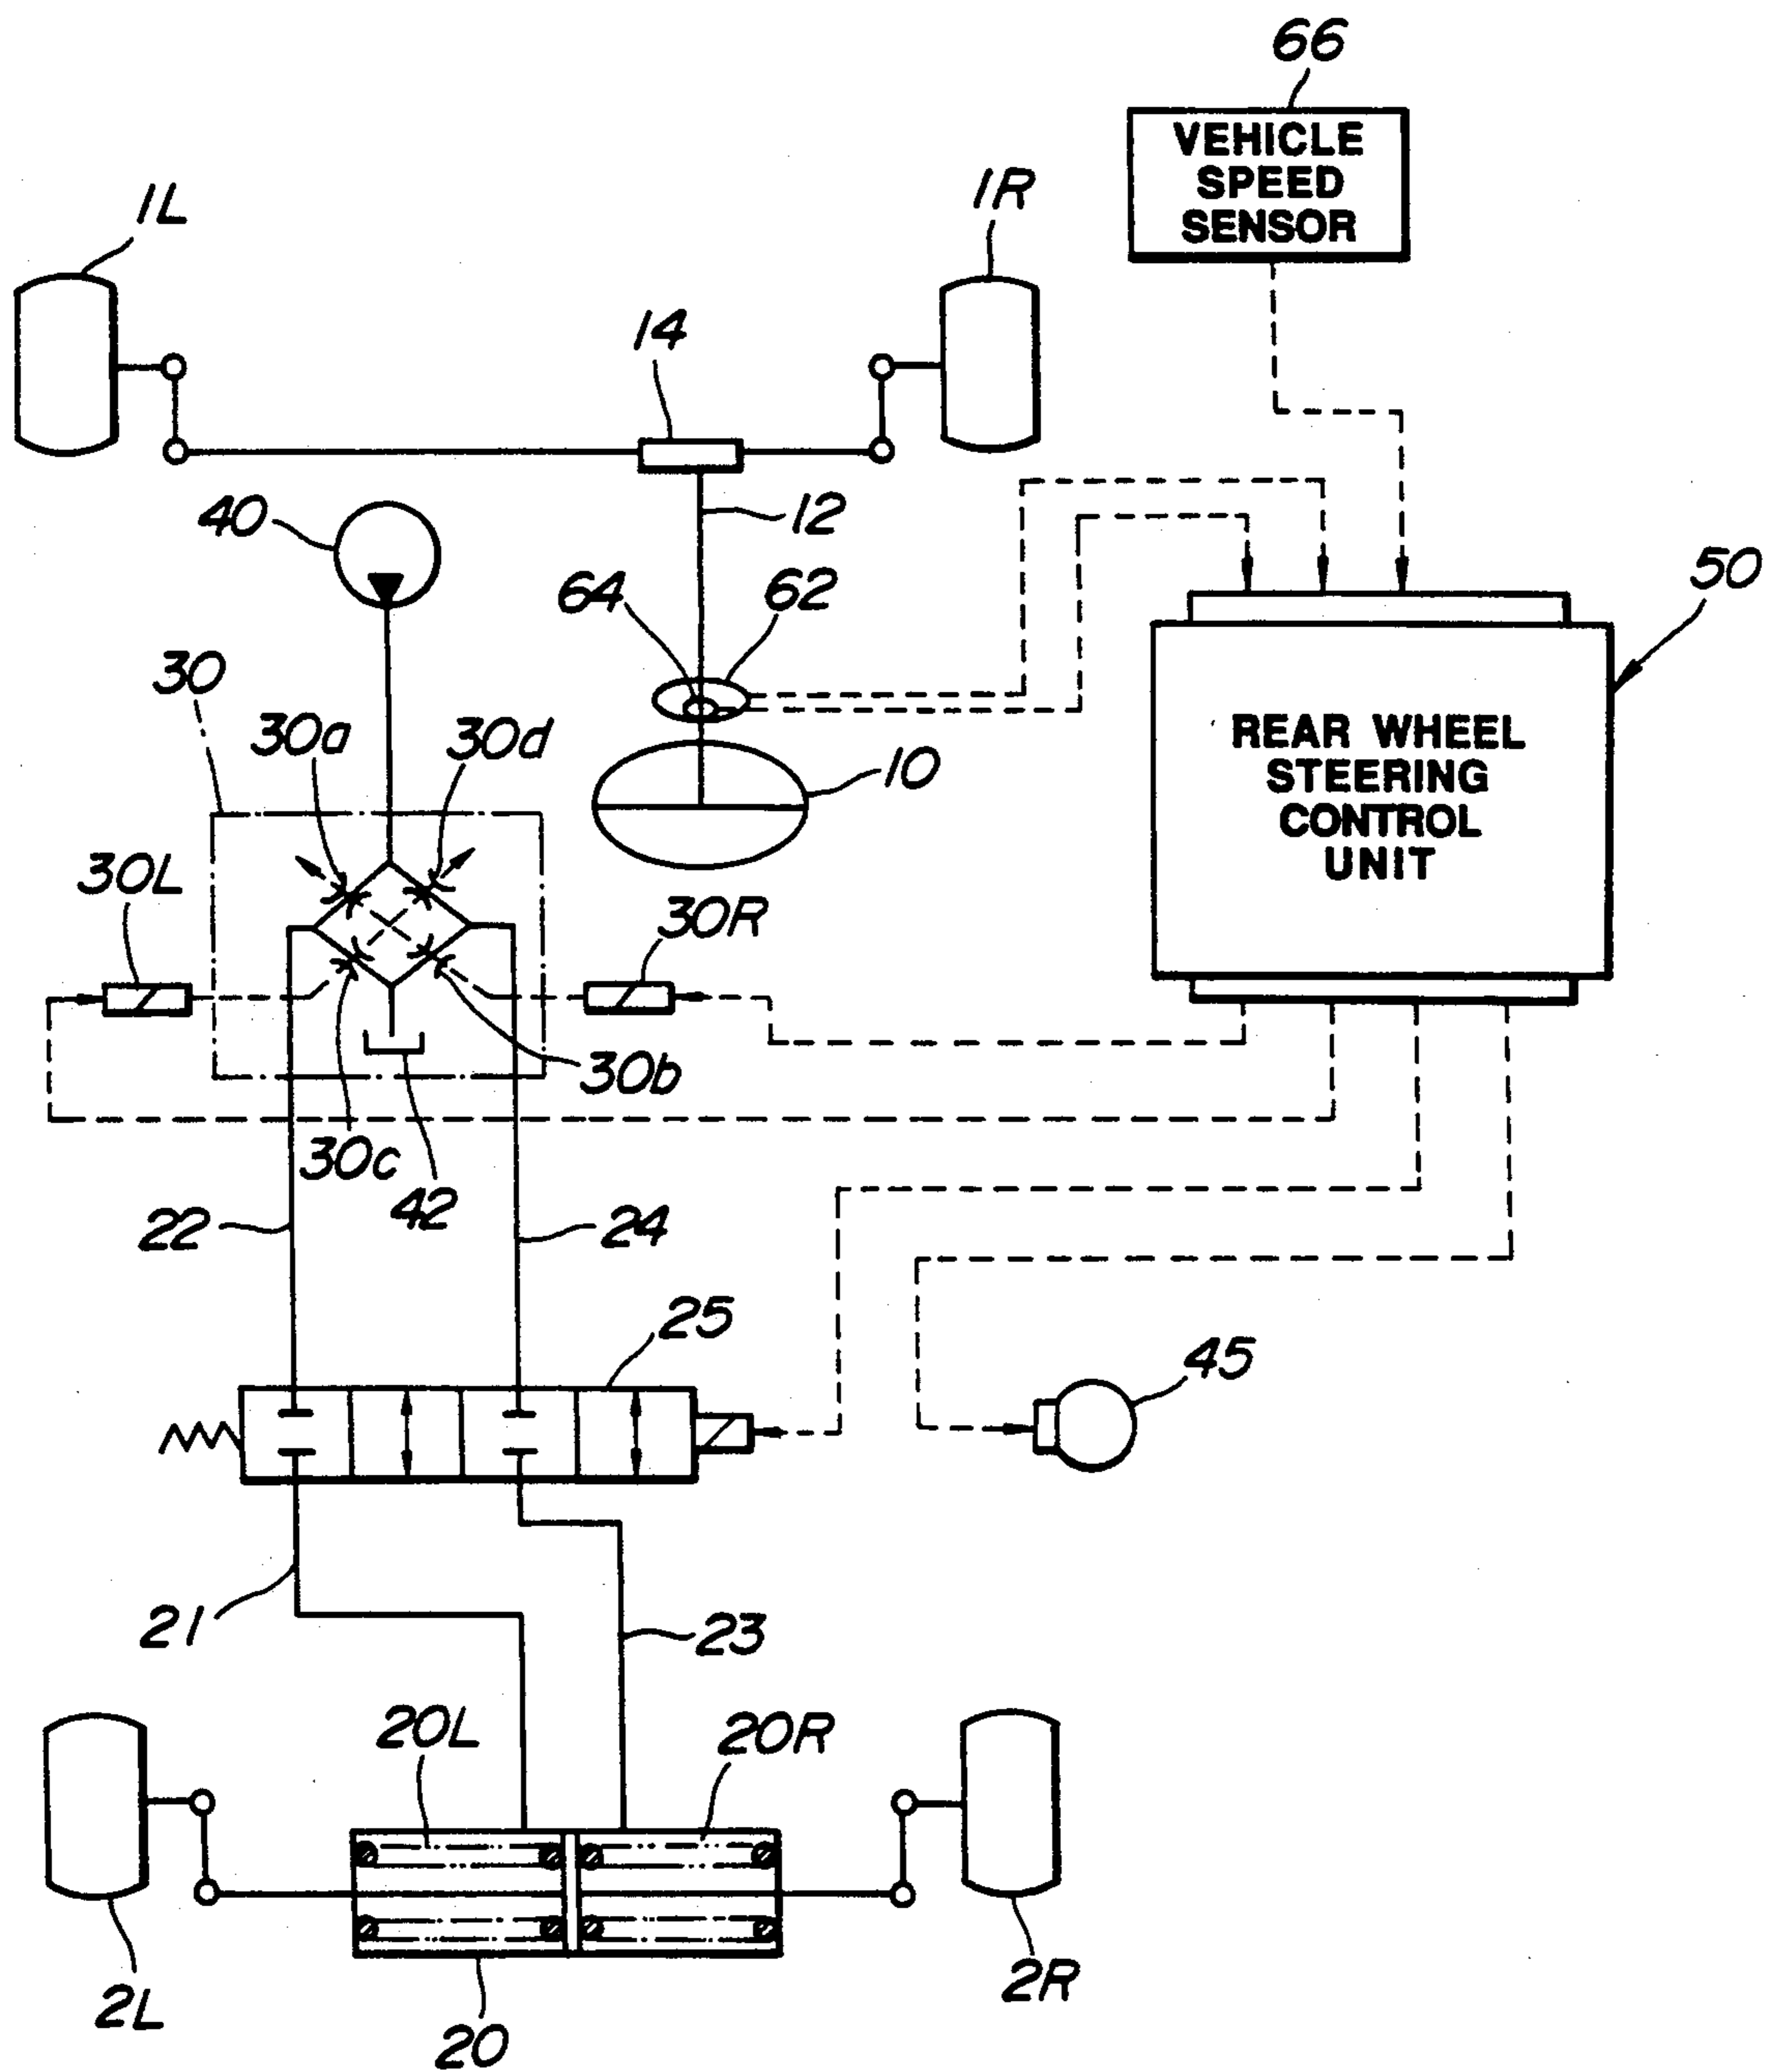 66
VEHICLE
SPEED
SENSOR
1L
1R
14
40
12
64
62
50
30
30a
30d
10
REAR WHEEL
STEERING
CONTROL
UNIT
30L
30R
30b
30c
42
22
24
25
45
21
23
20L
20R
2L
20
2R